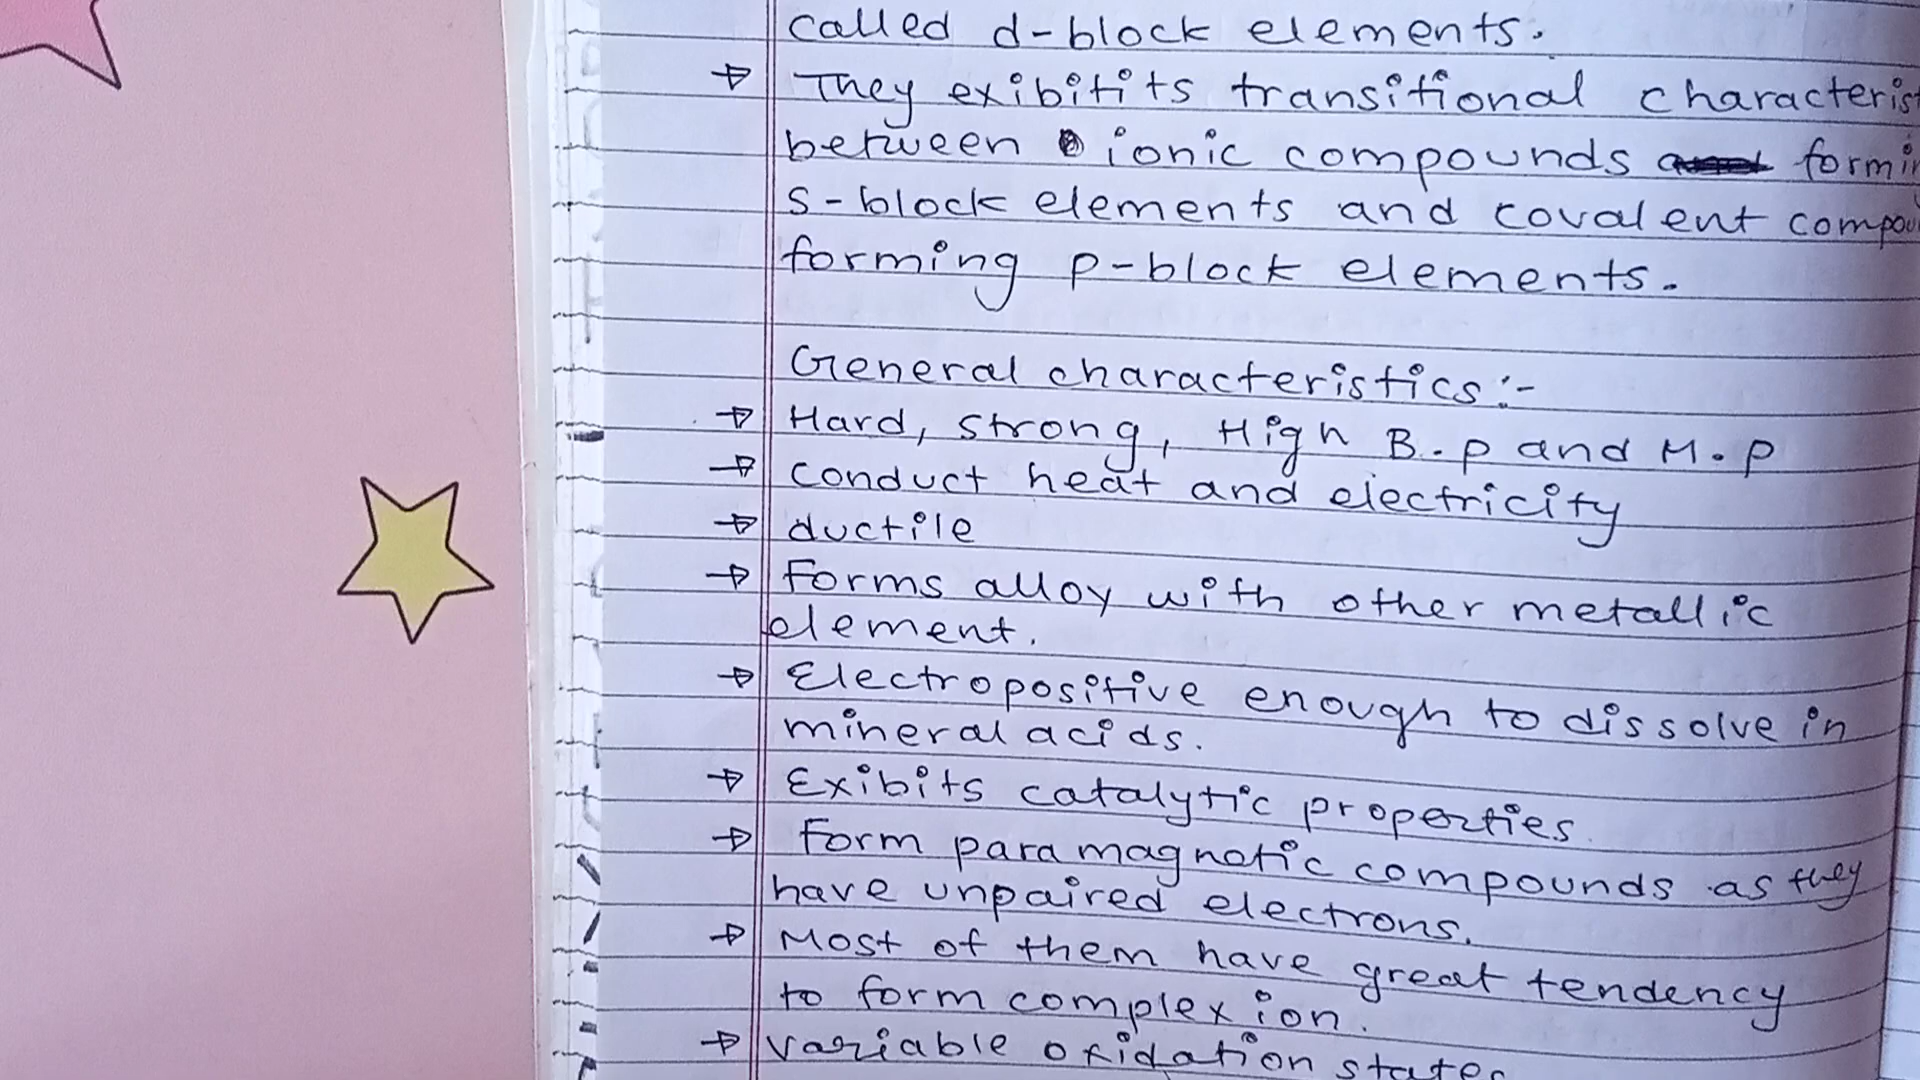 called d-block elements.
→ They exibitits transitional characterist
between ionic compounds formin
s-block elements and covalent compou
forming p-block elements.
General characteristics:-
→ Hard, strong, High B.p and M.p
→ conduct heat and electricity
→ ductile
→ Forms alloy with other metallic
element.
→ Electropositive enough to dissolve in
mineral acids.
→ Exibits catalytic properties.
→ Form paramagnetic compounds as they
have unpaired electrons.
→ Most of them have great tendency
to form complex ion.
→ variable oxidation states